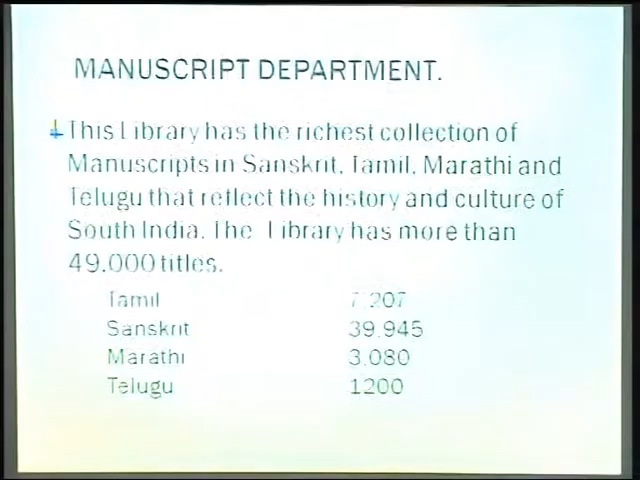 MANUSCRIPT DEPARTMENT.
This Library has the richest collection of
Manuscripts in Sanskrit, Tamil, Marathi and
Telugu that reflect the history and culture of
South India. The Library has more than
49,000 titles.
Tamil 7,207
Sanskrit 39,945
Marathi 3,080
Telugu 1200